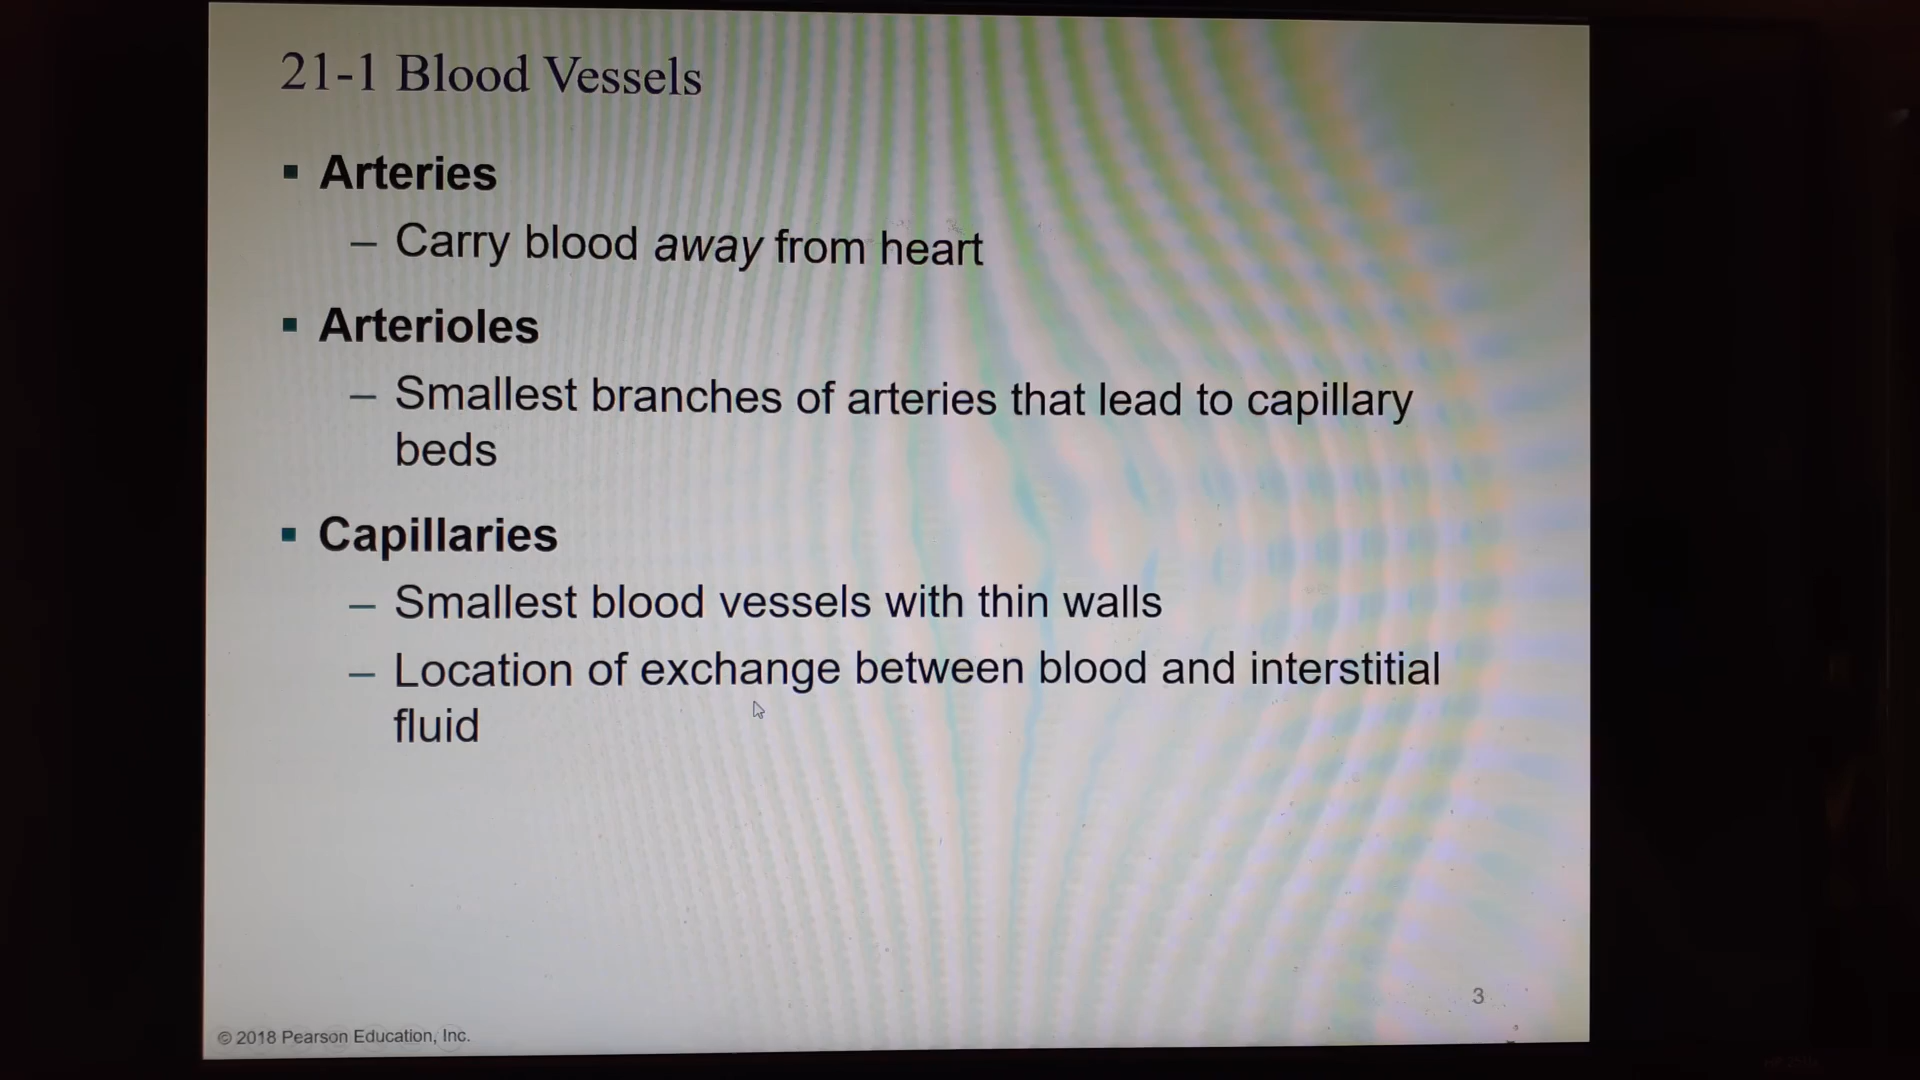 21-1 Blood Vessels
▪ Arteries
– Carry blood away from heart
▪ Arterioles
– Smallest branches of arteries that lead to capillary
beds
▪ Capillaries
– Smallest blood vessels with thin walls
– Location of exchange between blood and interstitial
fluid
3
© 2018 Pearson Education, Inc.